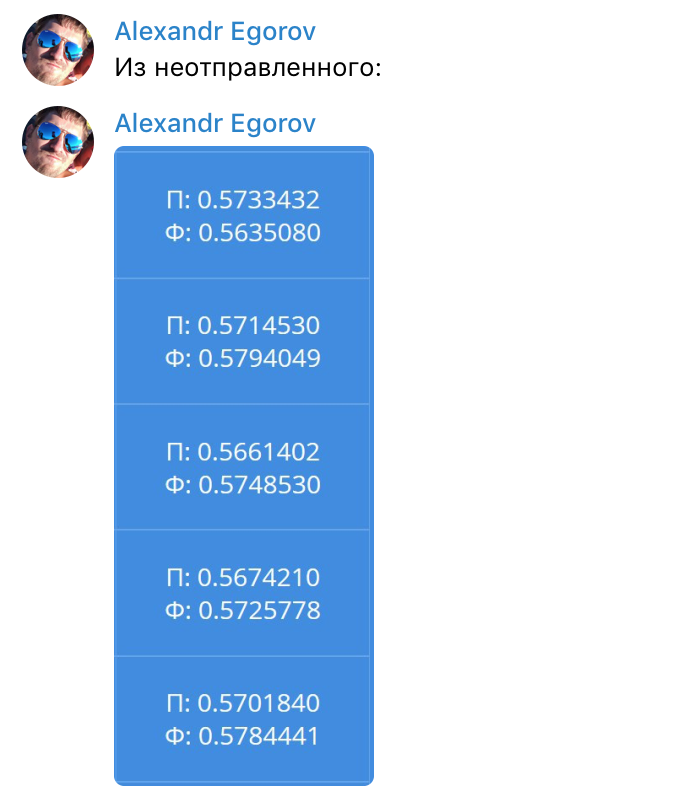 Alexandr Egorov
Из неотправленного:
Alexandr Egorov
П: 0.5733432
Ф: 0.5635080
П: 0.5714530
Ф: 0.5794049
П: 0.5661402
Ф: 0.5748530
П: 0.5674210
Ф: 0.5725778
П: 0.5701840
Ф: 0.5784441